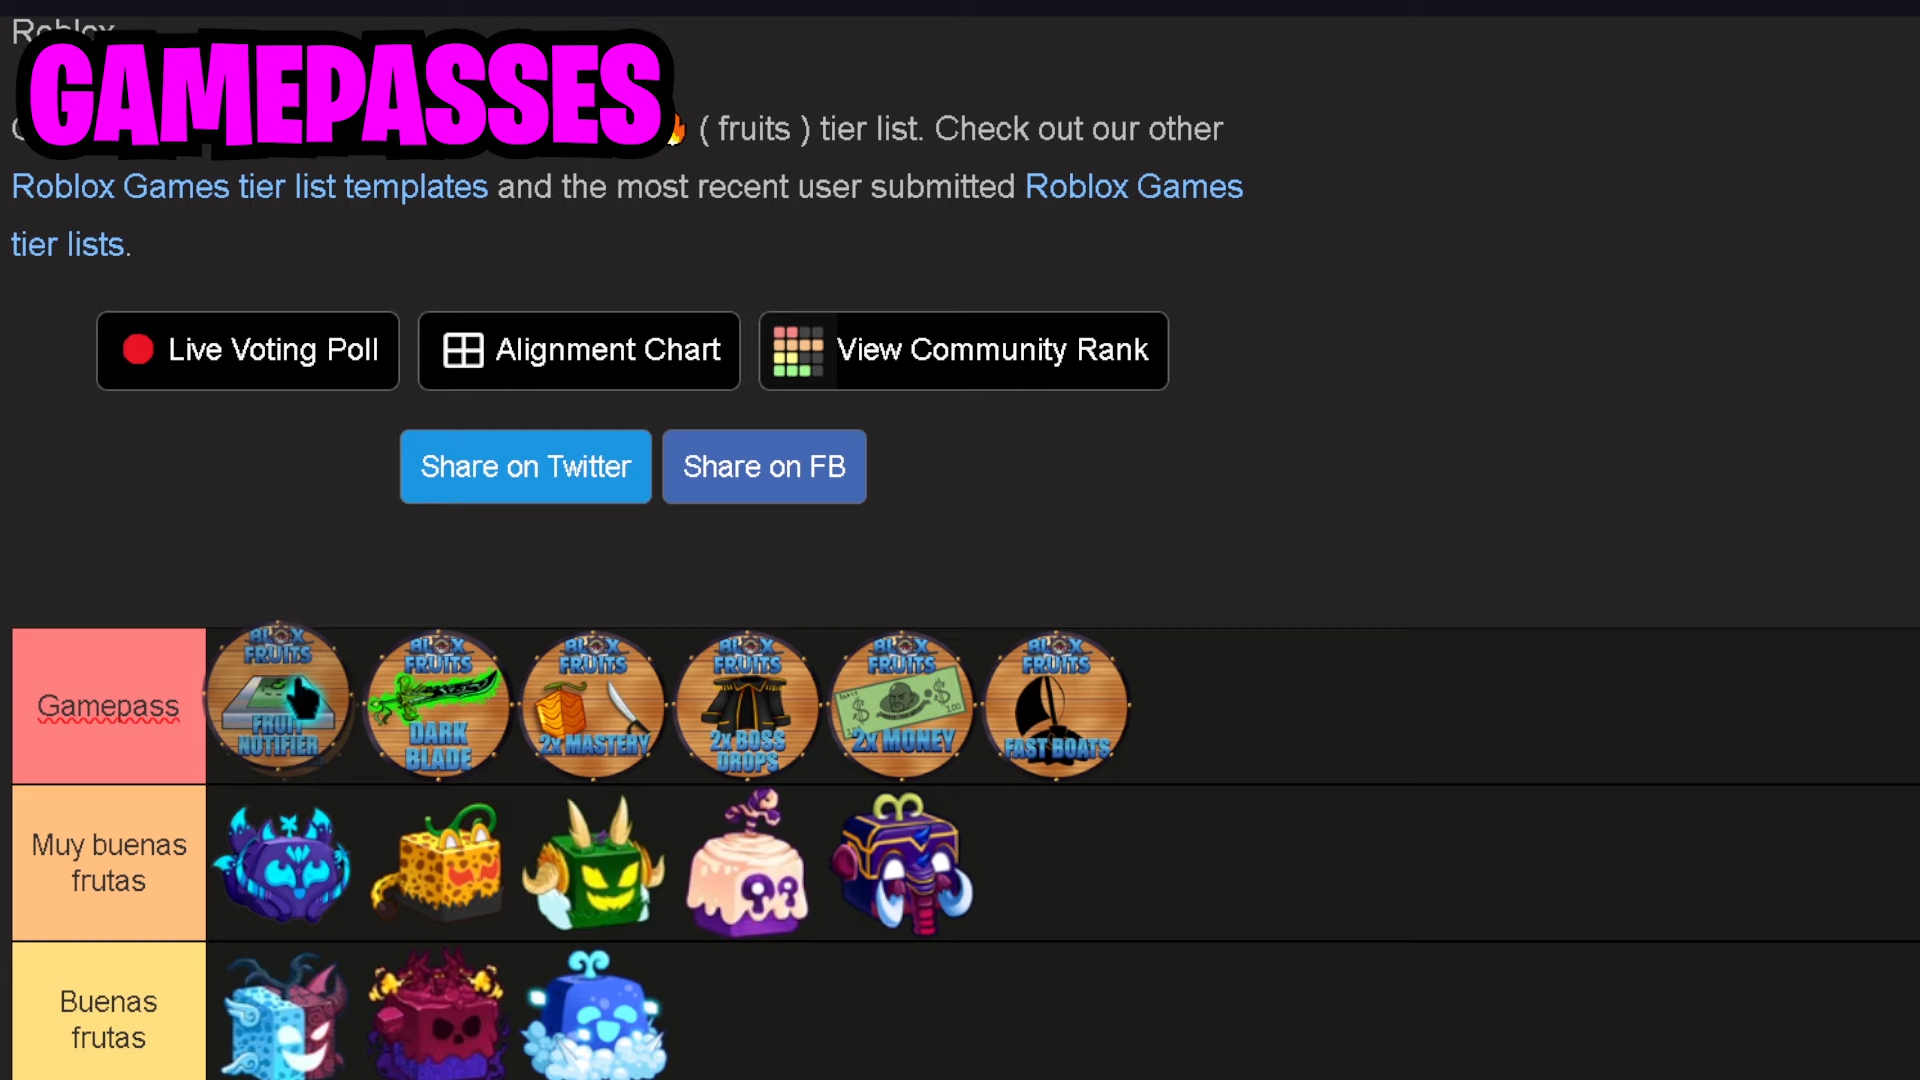 Roblox
GAMEPASSES
( fruits ) tier list. Check out our other
Roblox Games tier list templates and the most recent user submitted Roblox Games
tier lists.
Live Voting Poll
Alignment Chart
View Community Rank
Share on Twitter
Share on FB
Gamepass
BLOX FRUITS
FRUIT NOTIFIER
BLOX FRUITS
DARK BLADE
BLOX FRUITS
2X MASTERY
BLOX FRUITS
2X BOSS DROPS
BLOX FRUITS
2X MONEY
BLOX FRUITS
FAST BOATS
Muy buenas
frutas
Buenas
frutas